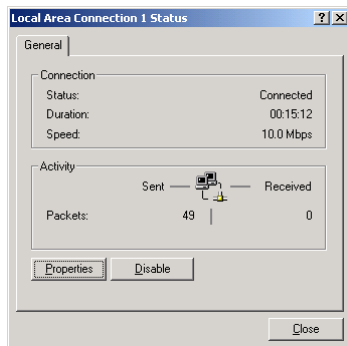 Local Area Connection 1 Status
General
Connection
Status: Connected
Duration: 00:15:12
Speed: 10.0 Mbps
Activity
Sent Received
Packets: 49 0
Properties Disable
Close